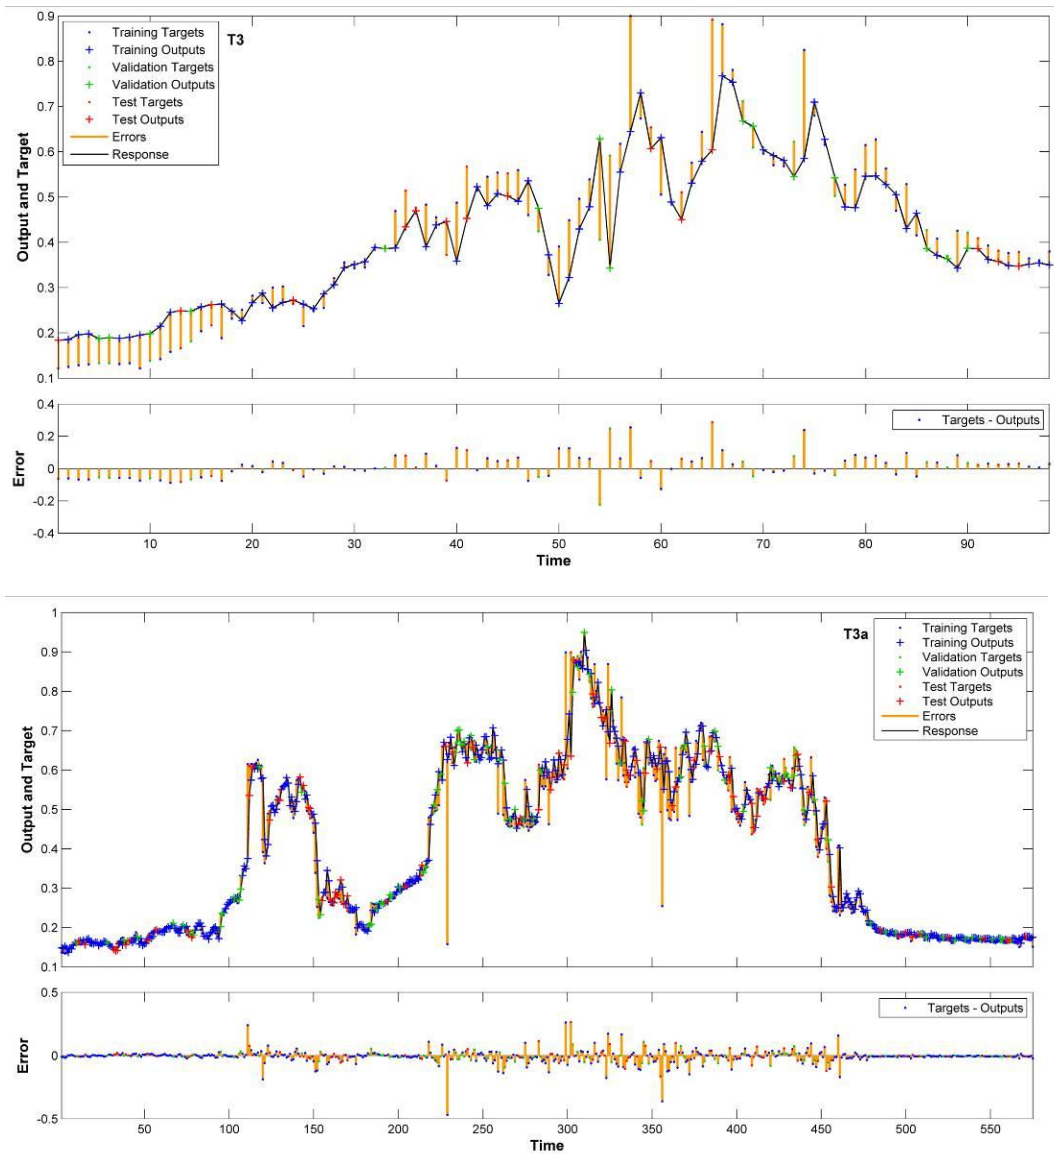 0.9
0.8
0.7
0.6
0.5
0.4
0.3
0.2
0.1
Output and Target
Training Targets
Training Outputs
Validation Targets
Validation Outputs
Test Targets
Test Outputs
Errors
Response
T3
0.4
0.2
0
-0.2
-0.4
Error
Targets - Outputs
10 20 30 40 50 60 70 80 90
Time
1
0.9
0.8
0.7
0.6
0.5
0.4
0.3
0.2
0.1
Output and Target
T3a
Training Targets
Training Outputs
Validation Targets
Validation Outputs
Test Targets
Test Outputs
Errors
Response
0.5
0
-0.5
Error
Targets - Outputs
50 100 150 200 250 300 350 400 450 500 550
Time